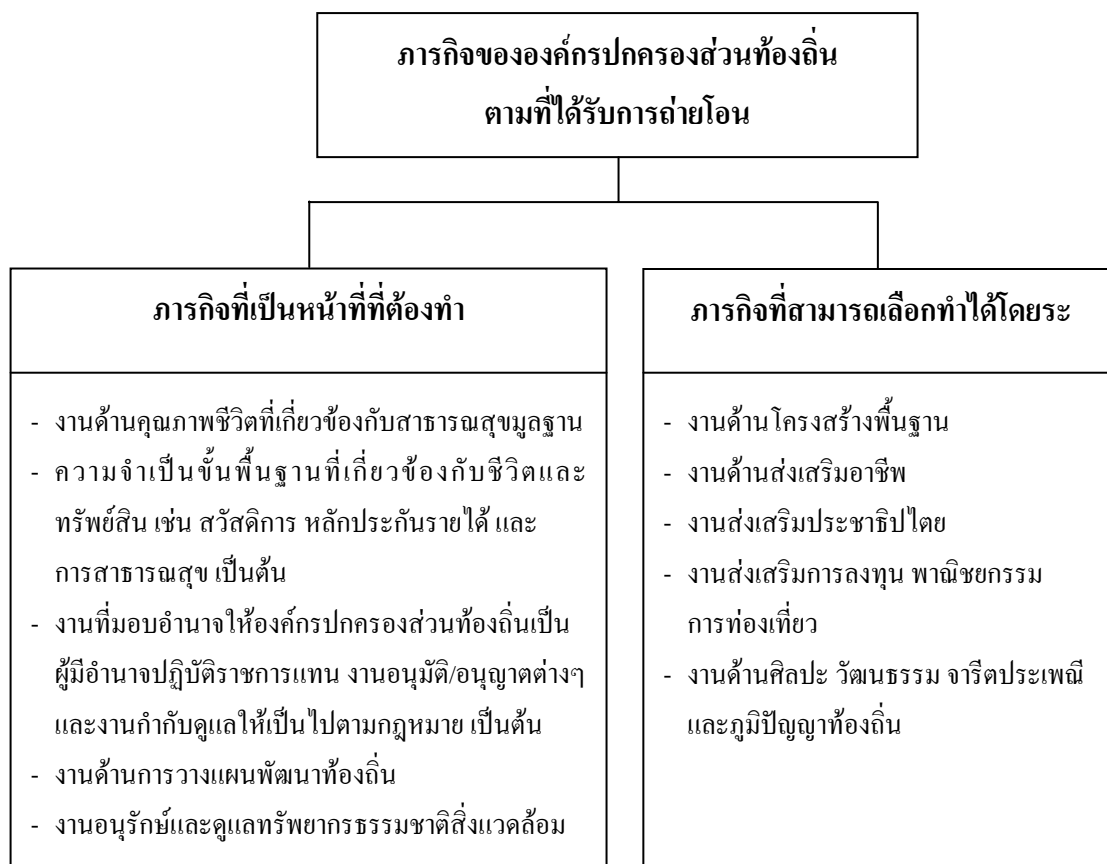 ภารกิจขององค์กรปกครองส่วนท้องถิ่น
ตามที่ได้รับการถ่ายโอน
ภารกิจที่เป็นหน้าที่ที่ต้องทำ
- งานด้านคุณภาพชีวิตที่เกี่ยวข้องกับสาธารณสุขมูลฐาน
- ความจำเป็นขั้นพื้นฐานที่เกี่ยวข้องกับชีวิตและ
ทรัพย์สิน เช่น สวัสดิการ หลักประกันรายได้ และ
การสาธารณสุข เป็นต้น
- งานที่มอบอำนาจให้องค์กรปกครองส่วนท้องถิ่นเป็น
ผู้มีอำนาจปฏิบัติราชการแทน งานอนุมัติ/อนุญาตต่างๆ
และงานกำกับดูแลให้เป็นไปตามกฎหมาย เป็นต้น
- งานด้านการวางแผนพัฒนาท้องถิ่น
- งานอนุรักษ์และดูแลทรัพยากรธรรมชาติสิ่งแวดล้อม
ภารกิจที่สามารถเลือกทำได้โดยระ
- งานด้านโครงสร้างพื้นฐาน
- งานด้านส่งเสริมอาชีพ
- งานส่งเสริมประชาธิปไตย
- งานส่งเสริมการลงทุน พาณิชยกรรม
การท่องเที่ยว
- งานด้านศิลปะ วัฒนธรรม จารีตประเพณี
และภูมิปัญญาท้องถิ่น